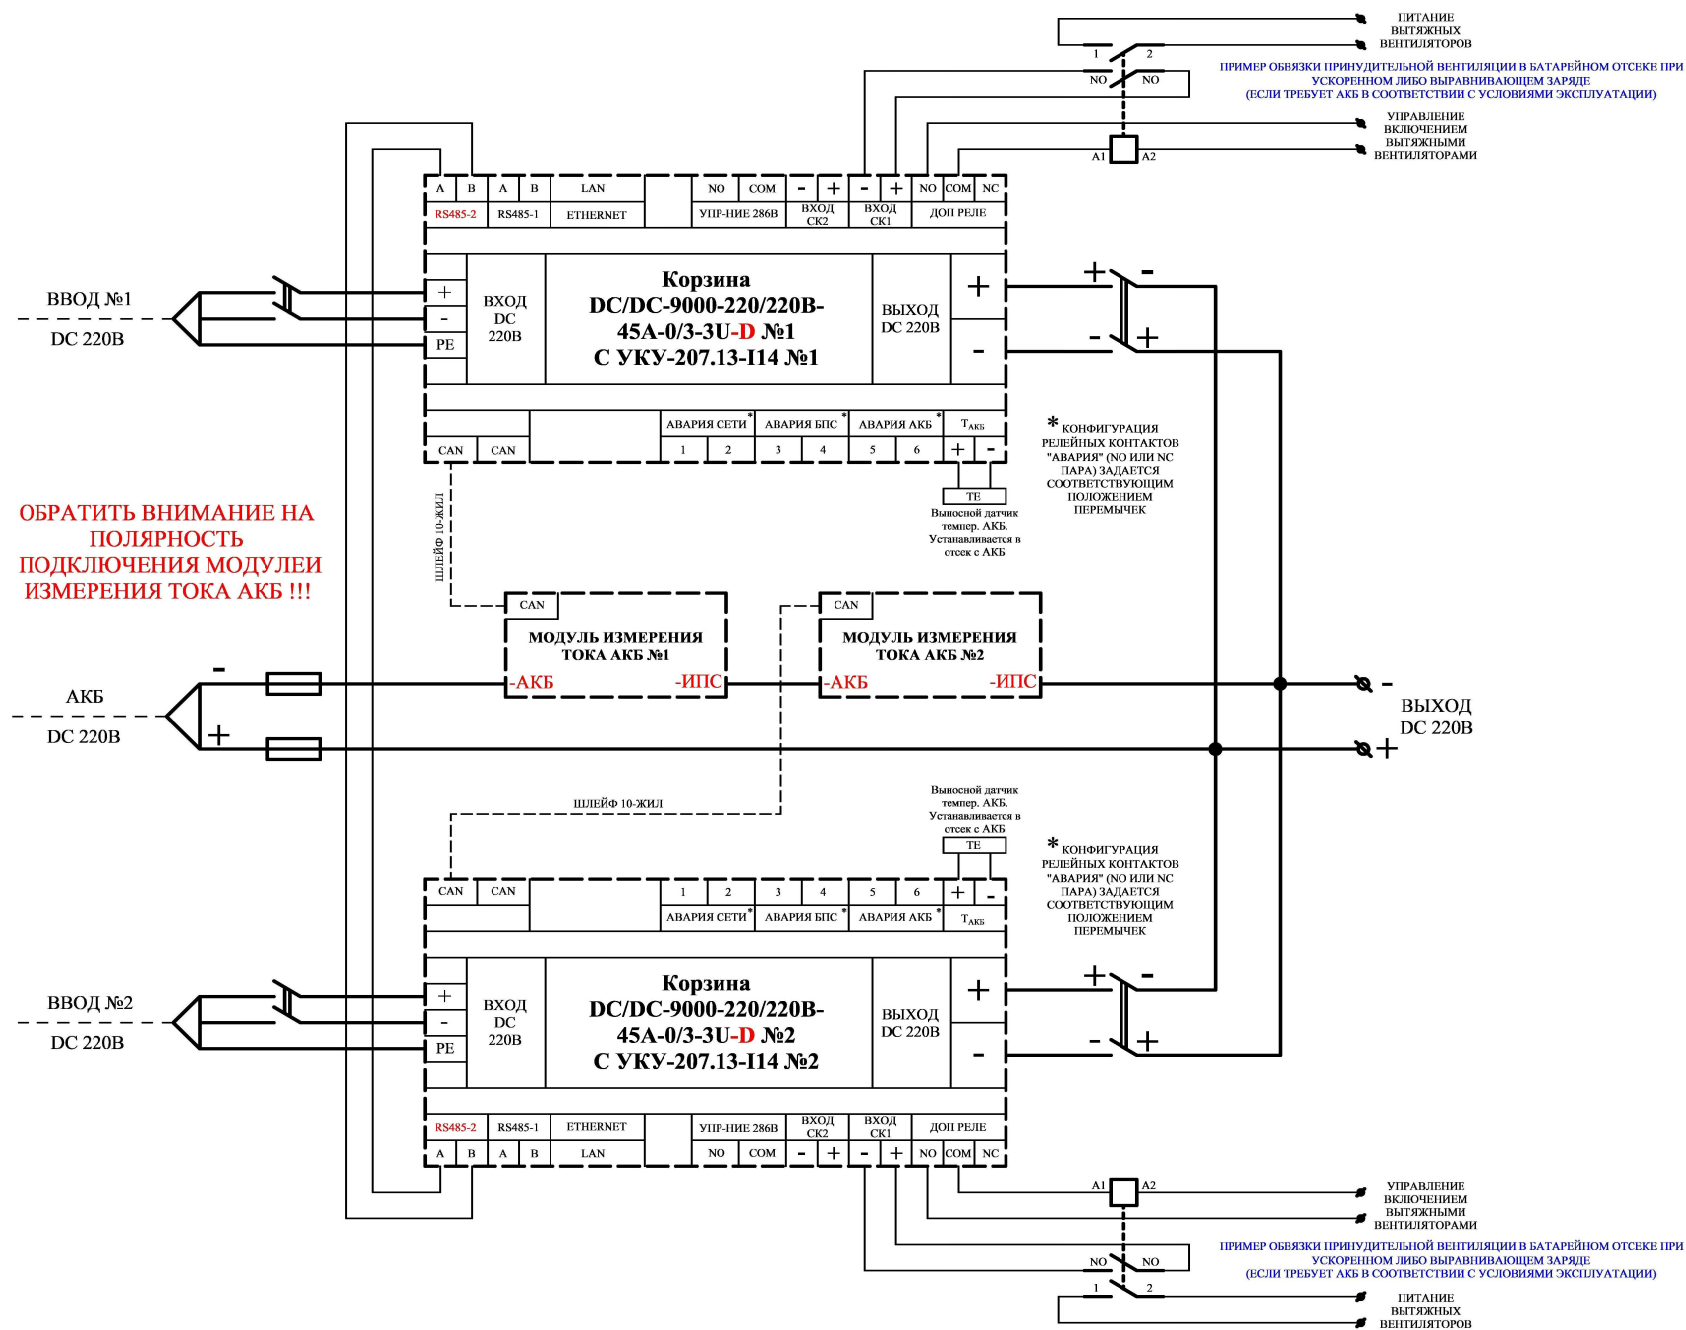 ПИТАНИЕ
ВЫТЯЖНЫХ
ВЕНТИЛЯТОРОВ
1
2
NO
NO
ПРИМЕР ОБВЯЗКИ ПРИНУДИТЕЛЬНОЙ ВЕНТИЛЯЦИИ В БАТАРЕЙНОМ ОТСЕКЕ ПРИ
УСКОРЕННОМ ЛИБО ВЫРАВНИВАЮЩЕМ ЗАРЯДЕ
(ЕСЛИ ТРЕБУЕТ АКБ В СООТВЕТСТВИИ С УСЛОВИЯМИ ЭКСПЛУАТАЦИИ)
УПРАВЛЕНИЕ
ВКЛЮЧЕНИЕМ
ВЫТЯЖНЫМИ
ВЕНТИЛЯТОРАМИ
A1
A2
A B A B LAN NO COM - + - + NO COM NC
RS485-2 RS485-1 ETHERNET УПР-НИЕ 286В ВХОД СК2 ВХОД СК1 ДОП РЕЛЕ
ВВОД №1
DC 220В
+
-
PE
ВХОД
DC
220В
Корзина
DC/DC-9000-220/220В-
45А-0/3-3U-D №1
С УКУ-207.13-I14 №1
ВЫХОД
DC 220В
+
-
+ -
- +
АВАРИЯ СЕТИ* АВАРИЯ БПС* АВАРИЯ АКБ* ТАКБ
CAN CAN 1 2 3 4 5 6 + -
TE
Выносной датчик
темпер. АКБ.
Устанавливается в
отсек с АКБ
* КОНФИГУРАЦИЯ
РЕЛЕЙНЫХ КОНТАКТОВ
"АВАРИЯ" (NO ИЛИ NC
ПАРА) ЗАДАЕТСЯ
СООТВЕТСТВУЮЩИМ
ПОЛОЖЕНИЕМ
ПЕРЕМЫЧЕК
ШЛЕЙФ 10-ЖИЛ
ОБРАТИТЬ ВНИМАНИЕ НА
ПОЛЯРНОСТЬ
ПОДКЛЮЧЕНИЯ МОДУЛЕИ
ИЗМЕРЕНИЯ ТОКА АКБ !!!
CAN
МОДУЛЬ ИЗМЕРЕНИЯ
ТОКА АКБ №1
-АКБ -ИПС
CAN
МОДУЛЬ ИЗМЕРЕНИЯ
ТОКА АКБ №2
-АКБ -ИПС
АКБ
DC 220В
-
+
-
+
ВЫХОД
DC 220В
ШЛЕЙФ 10-ЖИЛ
Выносной датчик
темпер. АКБ.
Устанавливается в
отсек с АКБ
TE
* КОНФИГУРАЦИЯ
РЕЛЕЙНЫХ КОНТАКТОВ
"АВАРИЯ" (NO ИЛИ NC
ПАРА) ЗАДАЕТСЯ
СООТВЕТСТВУЮЩИМ
ПОЛОЖЕНИЕМ
ПЕРЕМЫЧЕК
CAN CAN 1 2 3 4 5 6 + -
АВАРИЯ СЕТИ* АВАРИЯ БПС* АВАРИЯ АКБ* ТАКБ
ВВОД №2
DC 220В
+
-
PE
ВХОД
DC
220В
Корзина
DC/DC-9000-220/220В-
45А-0/3-3U-D №2
С УКУ-207.13-I14 №2
ВЫХОД
DC 220В
+
-
+ -
- +
RS485-2 RS485-1 ETHERNET УПР-НИЕ 286В ВХОД СК2 ВХОД СК1 ДОП РЕЛЕ
A B A B LAN NO COM - + - + NO COM NC
A1
A2
УПРАВЛЕНИЕ
ВКЛЮЧЕНИЕМ
ВЫТЯЖНЫМИ
ВЕНТИЛЯТОРАМИ
ПРИМЕР ОБВЯЗКИ ПРИНУДИТЕЛЬНОЙ ВЕНТИЛЯЦИИ В БАТАРЕЙНОМ ОТСЕКЕ ПРИ
УСКОРЕННОМ ЛИБО ВЫРАВНИВАЮЩЕМ ЗАРЯДЕ
(ЕСЛИ ТРЕБУЕТ АКБ В СООТВЕТСТВИИ С УСЛОВИЯМИ ЭКСПЛУАТАЦИИ)
NO
NO
1
2
ПИТАНИЕ
ВЫТЯЖНЫХ
ВЕНТИЛЯТОРОВ